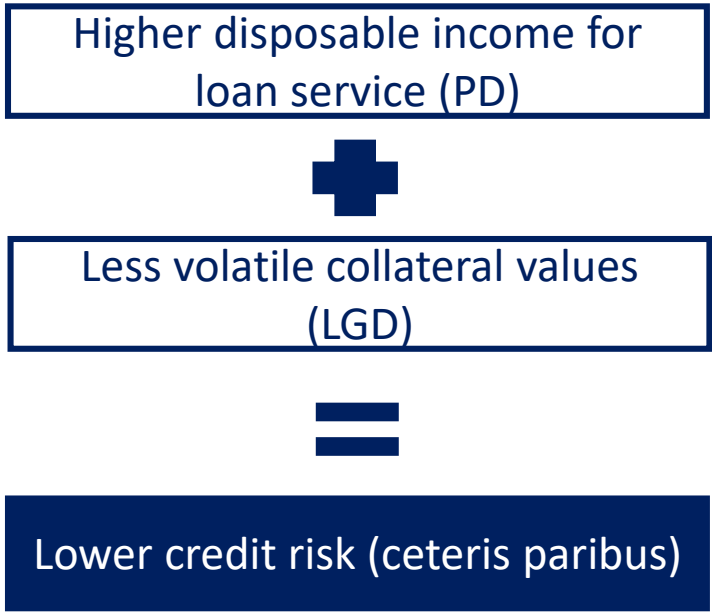 Higher disposable income for
loan service (PD)
Less volatile collateral values
(LGD)
Lower credit risk (ceteris paribus)